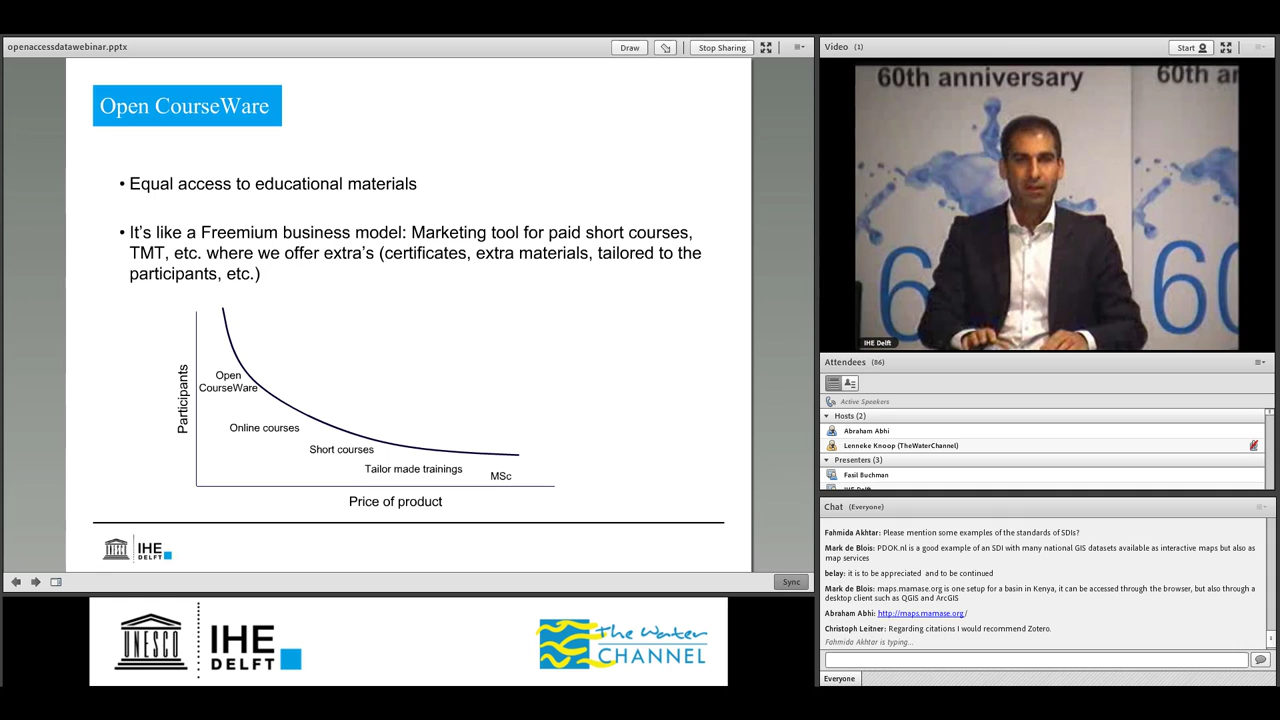 openaccessdatawebinar.pptx
Draw
Stop Sharing
Open CourseWare
• Equal access to educational materials
• It's like a Freemium business model: Marketing tool for paid short courses,
TMT, etc. where we offer extra's (certificates, extra materials, tailored to the
participants, etc.)
Participants
Open
CourseWare
Online courses
Short courses
Tailor made trainings
MSc
Price of product
IHE
DELFT
Sync
UNESCO
IHE
DELFT
The Water
CHANNEL
Video (1)
Start
60th anniversary
60th an
60
60
IHE Delft
Attendees (86)
Active Speakers
Hosts (2)
Abraham Abhi
Lenneke Knoop (TheWaterChannel)
Presenters (3)
Fasil Buchman
IHE Delft
Chat (Everyone)
Fahmida Akhtar: Please mention some examples of the standards of SDIs?
Mark de Blois: PDOK.nl is a good example of an SDI with many national GIS datasets available as interactive maps but also as
map services
belay: it is to be appreciated and to be continued
Mark de Blois: maps.mamase.org is one setup for a basin in Kenya, it can be accessed through the browser, but also through a
desktop client such as QGIS and ArcGIS
Abraham Abhi: http://maps.mamase.org/
Christoph Leitner: Regarding citations I would recommend Zotero.
Fahmida Akhtar is typing...
Everyone